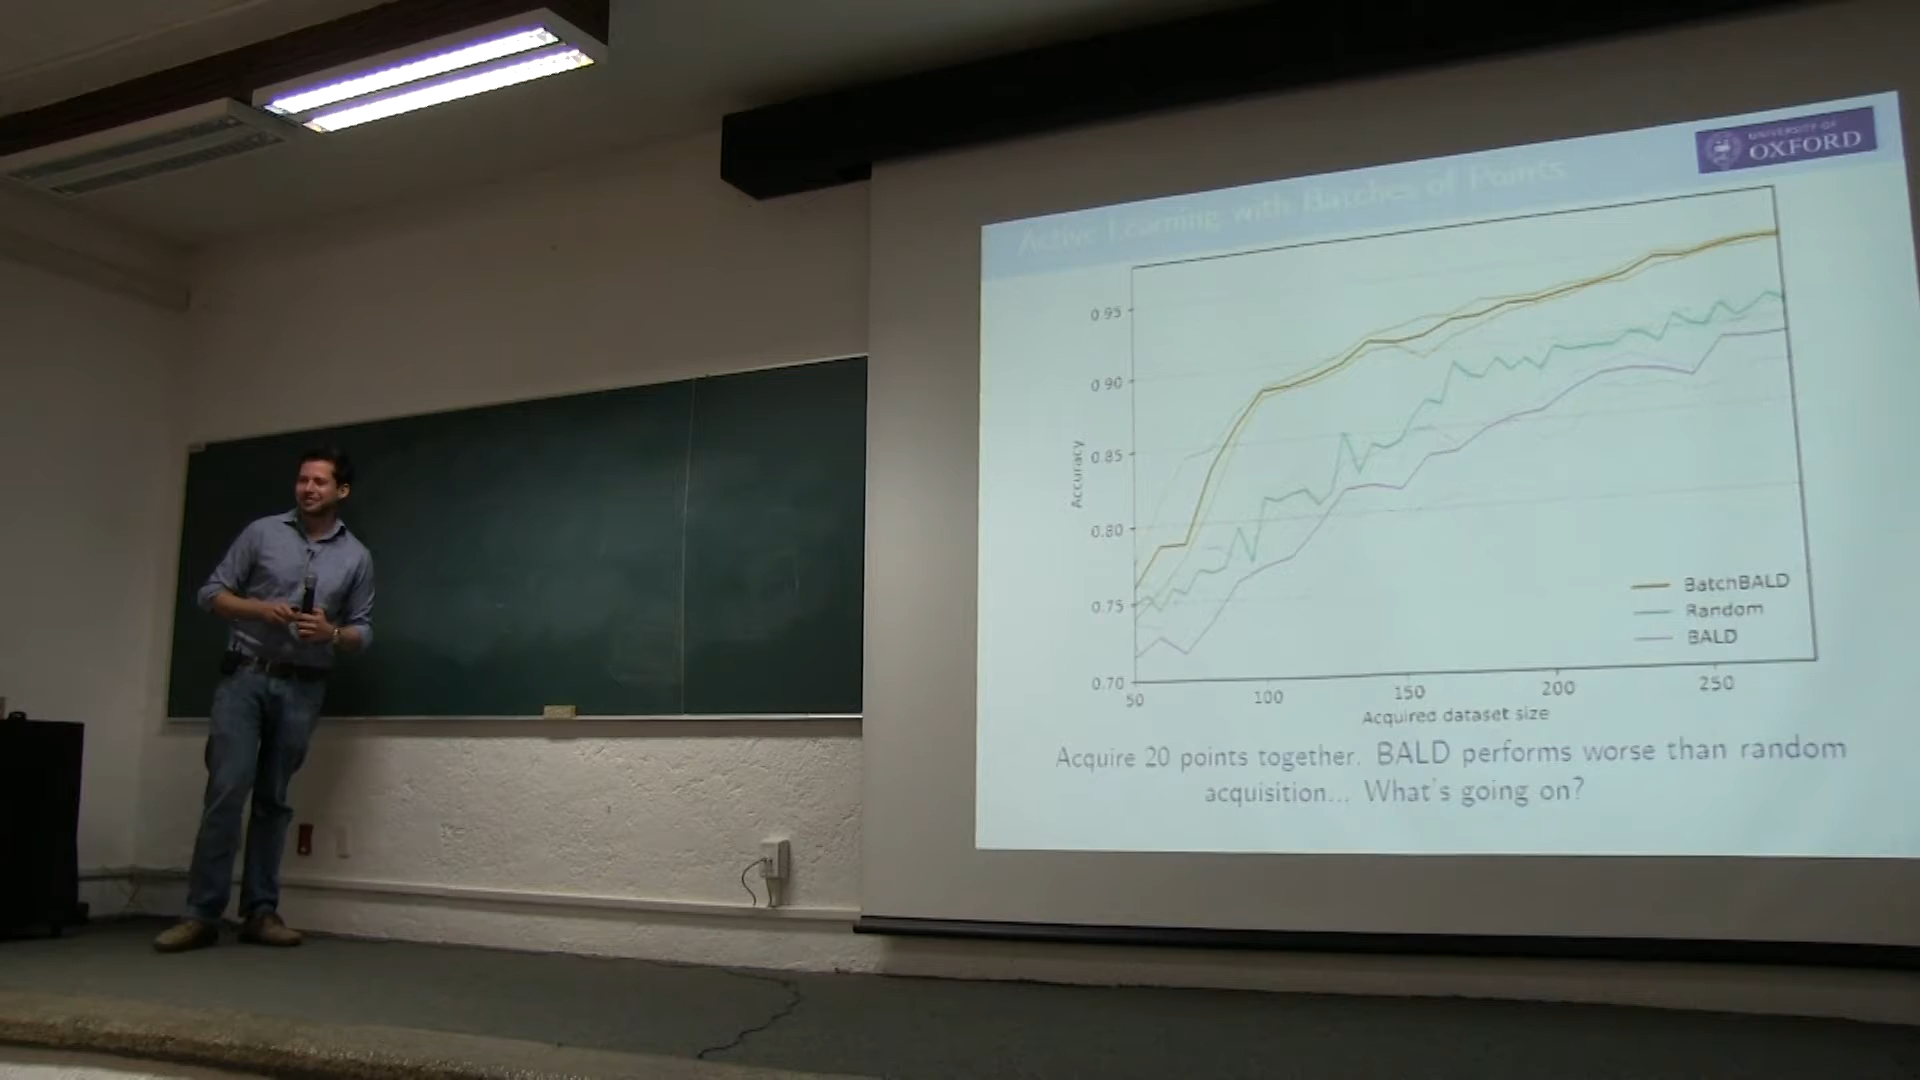 UNIVERSITY OF
OXFORD
Active Learning with Batches of Points
0.95
0.90
0.85
0.80
0.75
0.70
Accuracy
BatchBALD
Random
BALD
50
100
150
200
250
Acquired dataset size
Acquire 20 points together. BALD performs worse than random
acquisition... What's going on?